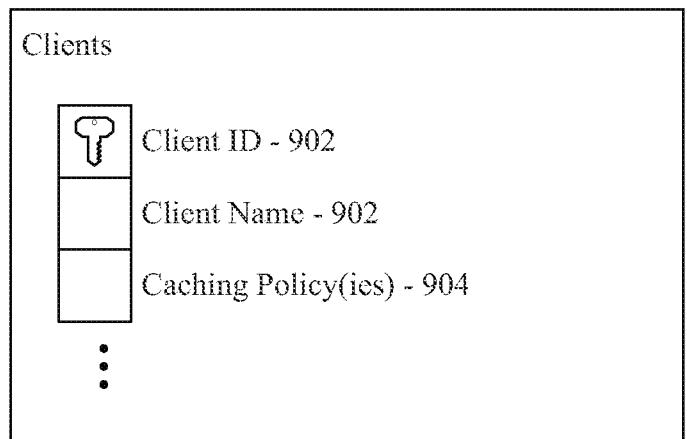 Clients
Client ID - 902
Client Name - 902
Caching Policy(ies) - 904